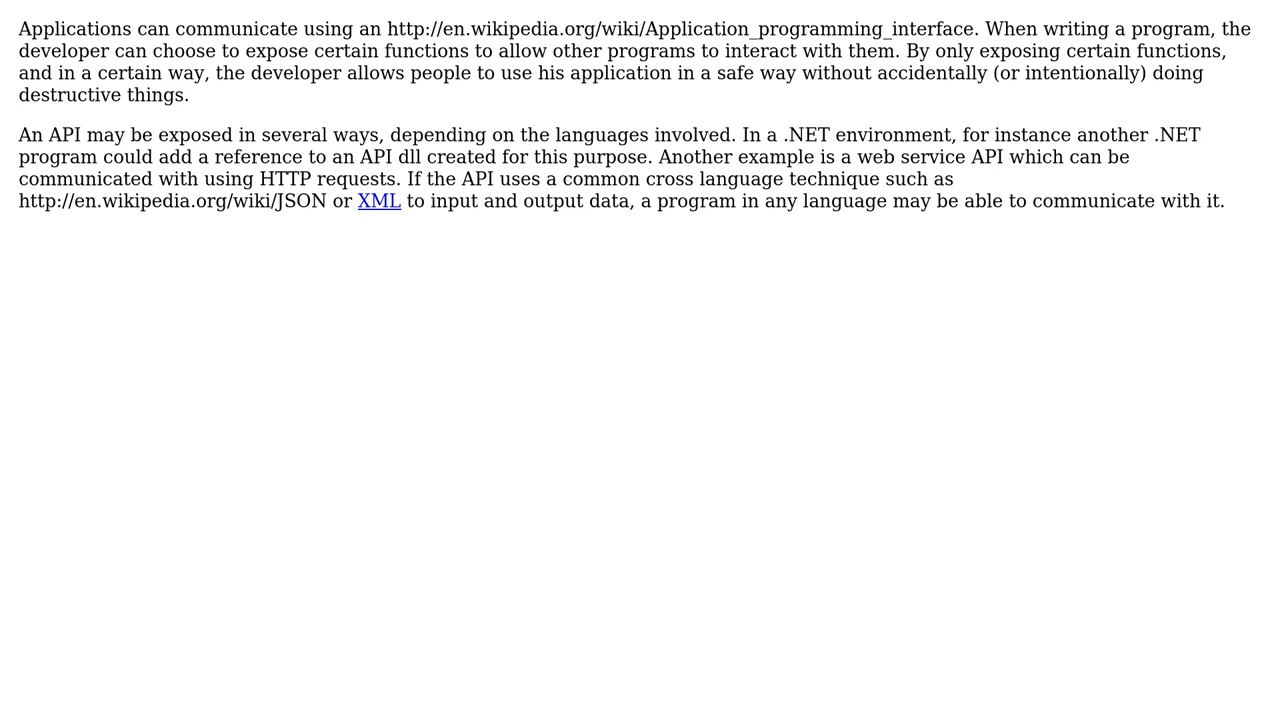 Applications can communicate using an http://en.wikipedia.org/wiki/Application_programming_interface. When writing a program, the
developer can choose to expose certain functions to allow other programs to interact with them. By only exposing certain functions,
and in a certain way, the developer allows people to use his application in a safe way without accidentally (or intentionally) doing
destructive things.
An API may be exposed in several ways, depending on the languages involved. In a .NET environment, for instance another .NET
program could add a reference to an API dll created for this purpose. Another example is a web service API which can be
communicated with using HTTP requests. If the API uses a common cross language technique such as
http://en.wikipedia.org/wiki/JSON or XML to input and output data, a program in any language may be able to communicate with it.